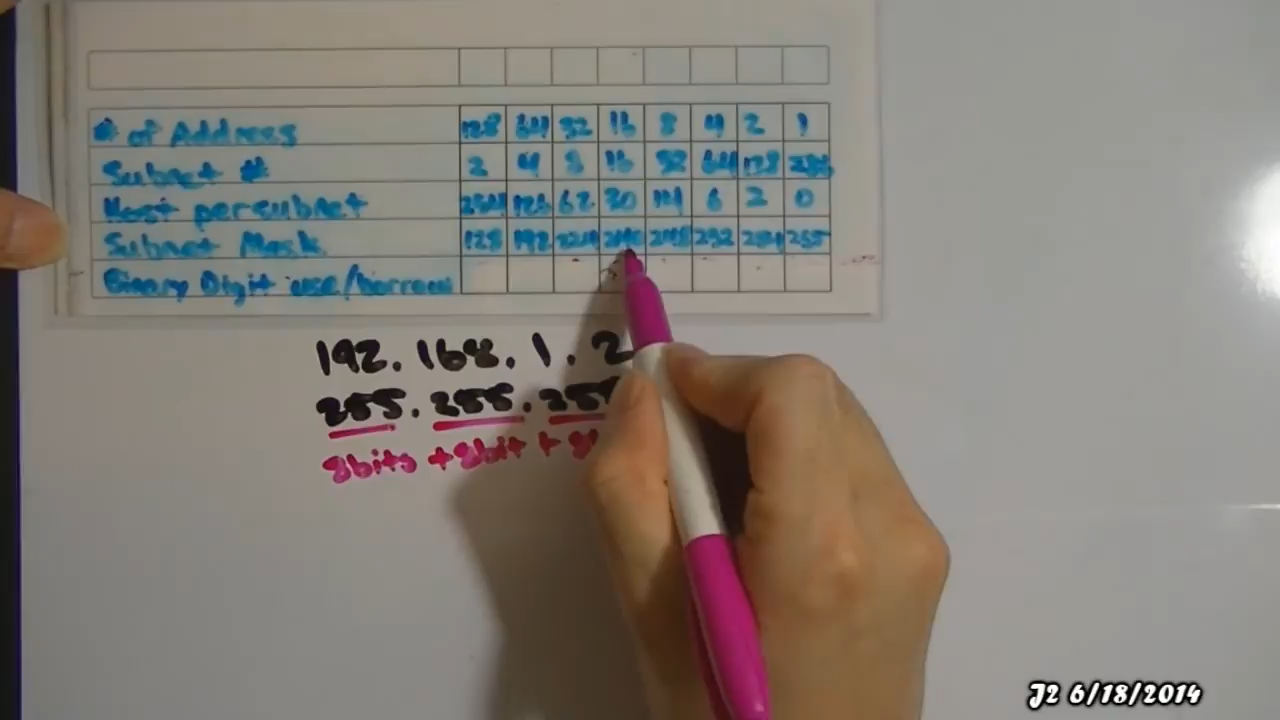 # of Address 128 64 32 16 8 4 2 1
Subnet # 2 4 8 16 32 64 128 256
Host per subnet 254 126 62 30 14 6 2 0
Subnet Mask 128 192 224 240 248 252 254 255
Binary Digit use/borrow
192.168.1.2
255.255.255
8bits +8bit +8
J2 6/18/2014